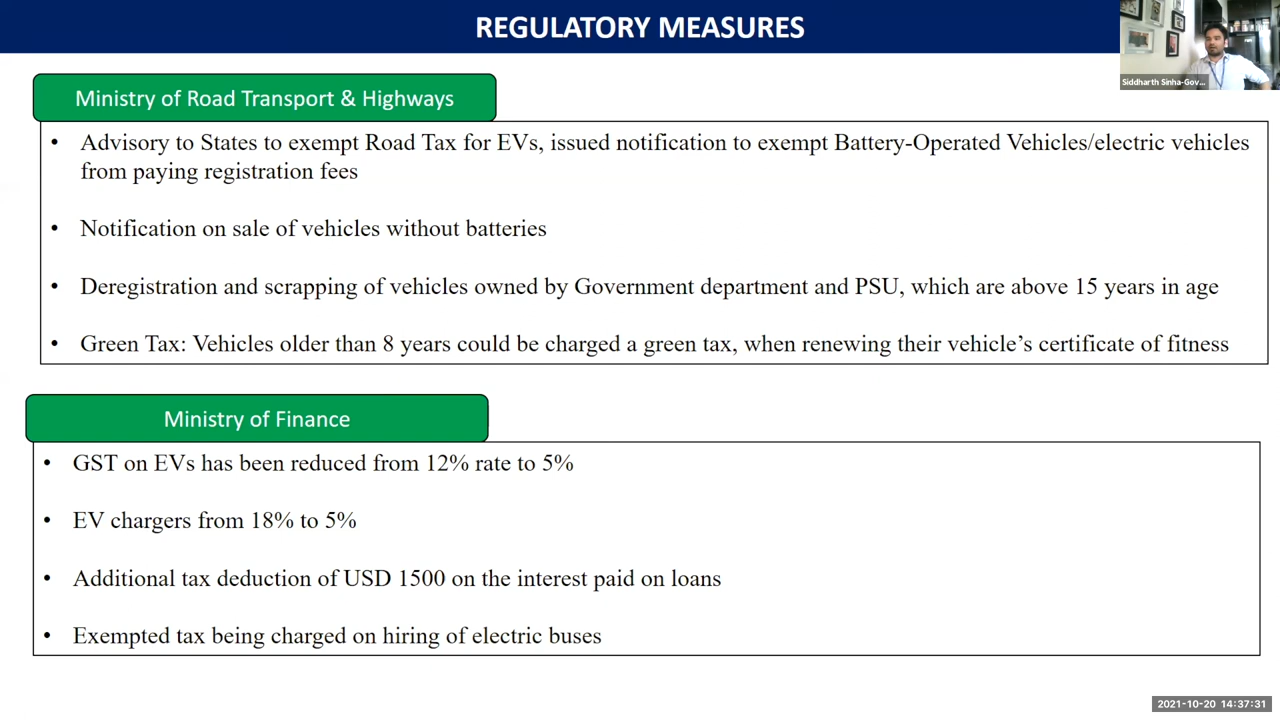 REGULATORY MEASURES
Siddharth Sinha-Gov...
Ministry of Road Transport & Highways
• Advisory to States to exempt Road Tax for EVs, issued notification to exempt Battery-Operated Vehicles/electric vehicles
from paying registration fees
• Notification on sale of vehicles without batteries
• Deregistration and scrapping of vehicles owned by Government department and PSU, which are above 15 years in age
• Green Tax: Vehicles older than 8 years could be charged a green tax, when renewing their vehicle’s certificate of fitness
Ministry of Finance
• GST on EVs has been reduced from 12% rate to 5%
• EV chargers from 18% to 5%
• Additional tax deduction of USD 1500 on the interest paid on loans
• Exempted tax being charged on hiring of electric buses
2021-10-20 14:37:31